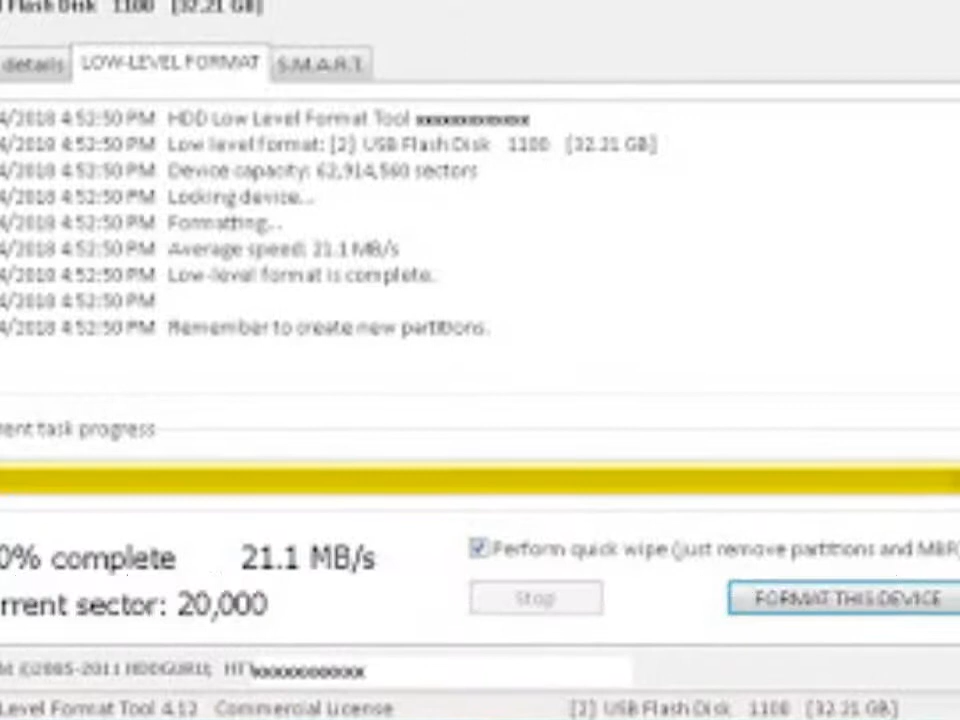 Flash Disk 1100 [32.21 GB]
details LOW-LEVEL FORMAT S.M.A.R.T.
4/2018 4:52:50 PM HDD Low Level Format Tool xxxxxxxxxxxxx
4/2018 4:52:50 PM Low level format: [2] USB Flash Disk 1100 [32.21 GB]
4/2018 4:52:50 PM Device capacity: 62,914,560 sectors
4/2018 4:52:50 PM Locking device...
4/2018 4:52:50 PM Formatting...
4/2018 4:52:50 PM Average speed: 21.1 MB/s
4/2018 4:52:50 PM Low-level format is complete.
4/2018 4:52:50 PM
4/2018 4:52:50 PM Remember to create new partitions.
ent task progress
0% complete 21.1 MB/s
Perform quick wipe (just remove partitions and MBR)
rrent sector: 20,000
Stop FORMAT THIS DEVICE
ht ©2005-2011 HDDGURU, HTxxxxxxxxxxxx
Level Format Tool 4.12 Commercial License [2] USB Flash Disk 1100 [32.21 GB]